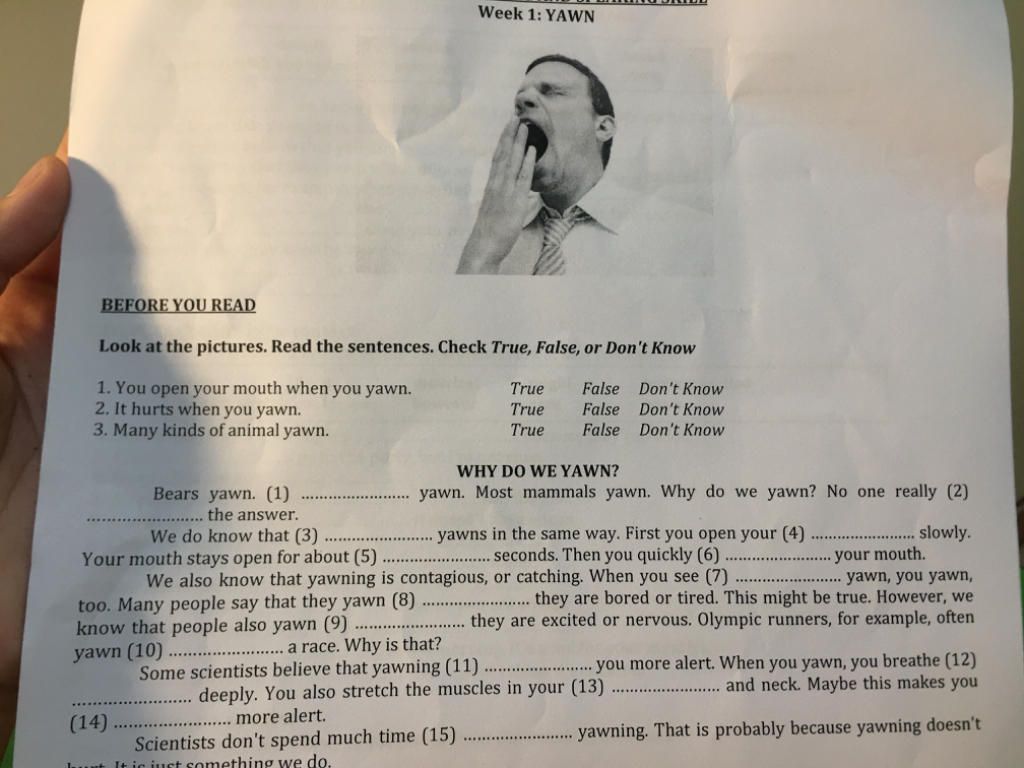 AND SPEAKING SKILL
Week 1: YAWN
BEFORE YOU READ
Look at the pictures. Read the sentences. Check True, False, or Don't Know
1. You open your mouth when you yawn. True False Don't Know
2. It hurts when you yawn. True False Don't Know
3. Many kinds of animal yawn. True False Don't Know
WHY DO WE YAWN?
Bears yawn. (1) ........................ yawn. Most mammals yawn. Why do we yawn? No one really (2)
........................ the answer.
We do know that (3) ........................ yawns in the same way. First you open your (4) ........................ slowly.
Your mouth stays open for about (5) ........................ seconds. Then you quickly (6) ........................ your mouth.
We also know that yawning is contagious, or catching. When you see (7) ........................ yawn, you yawn,
too. Many people say that they yawn (8) ........................ they are bored or tired. This might be true. However, we
know that people also yawn (9) ........................ they are excited or nervous. Olympic runners, for example, often
yawn (10) ........................ a race. Why is that?
Some scientists believe that yawning (11) ........................ you more alert. When you yawn, you breathe (12)
........................ deeply. You also stretch the muscles in your (13) ........................ and neck. Maybe this makes you
(14) ........................ more alert.
Scientists don't spend much time (15) ........................ yawning. That is probably because yawning doesn't
hurt. It is just something we do.